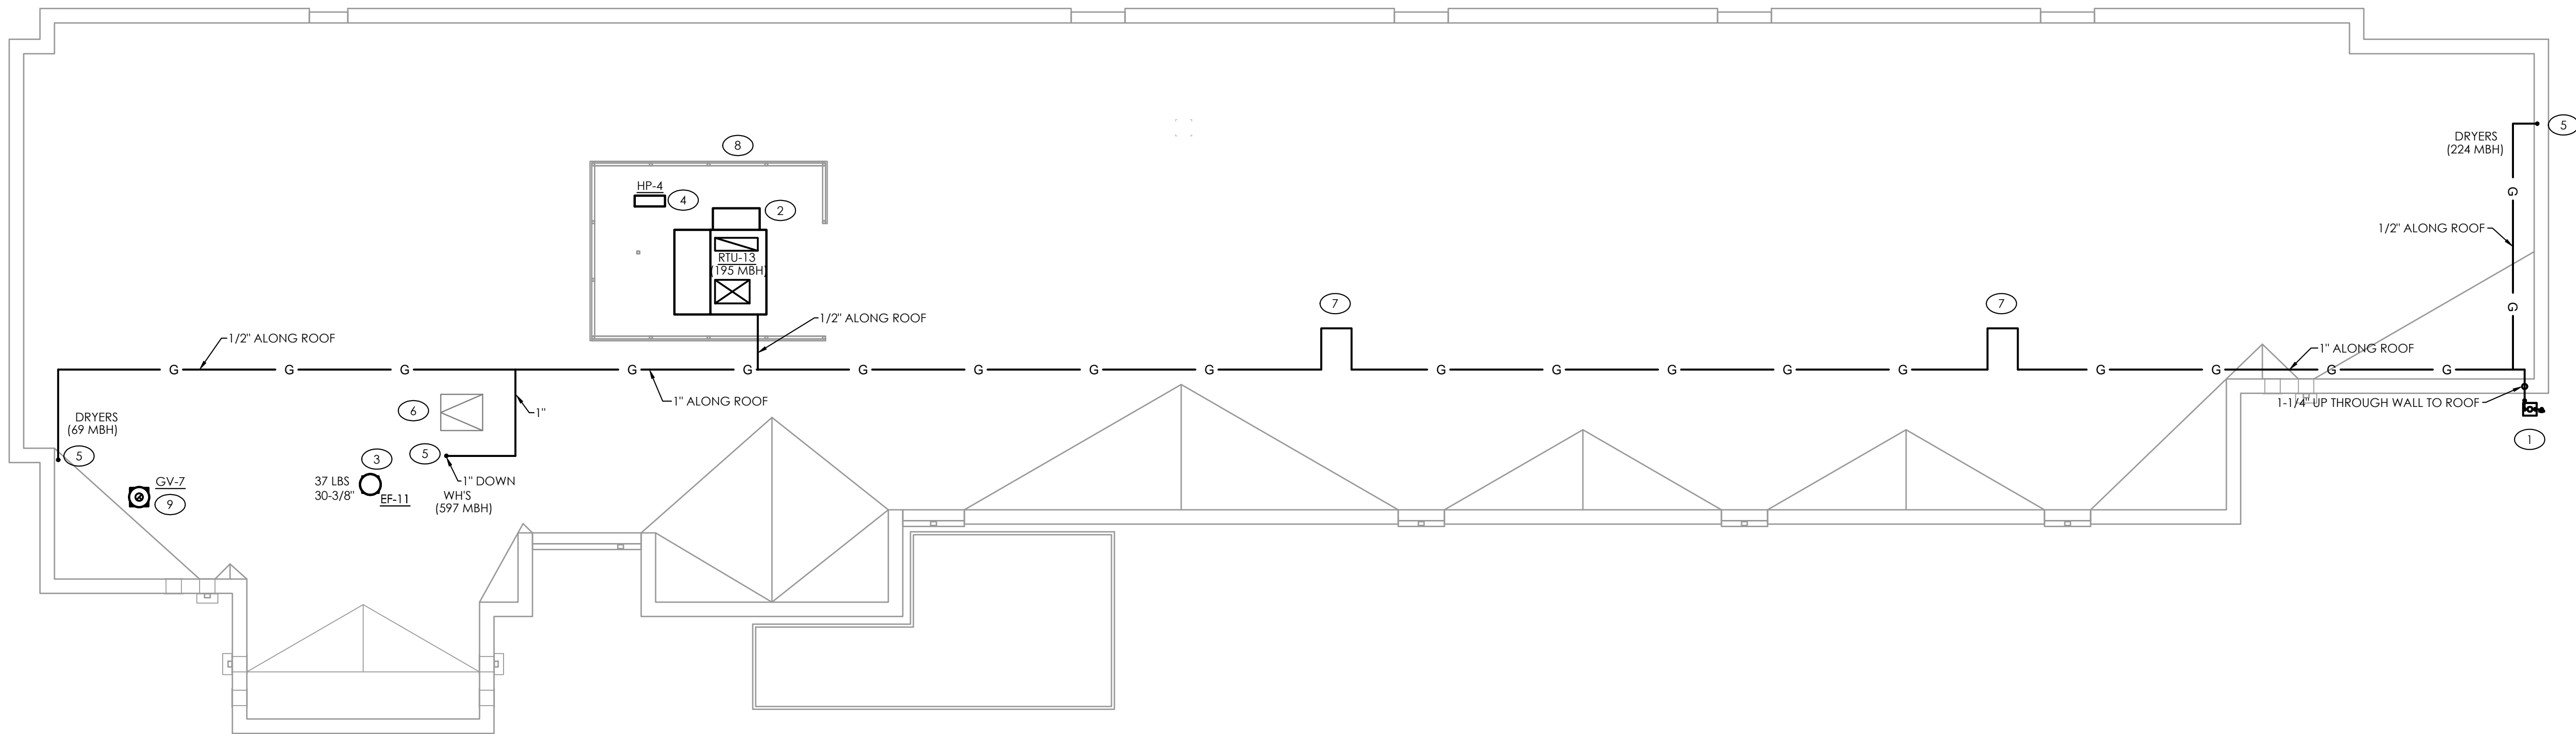 8
5
DRYERS
(224 MBH)
HP-4
4
2
1/2" ALONG ROOF
G
RTU-13
(195 MBH)
7
7
G
1/2" ALONG ROOF
1/2" ALONG ROOF
1" ALONG ROOF
G G G G G G G G G G G G G G G G G G G
1" ALONG ROOF
1-1/4" UP THROUGH WALL TO ROOF
6
1"
DRYERS
(69 MBH)
1
5
5
3
37 LBS
30-3/8"
EF-11
1" DOWN
WH'S
(597 MBH)
GV-7
9